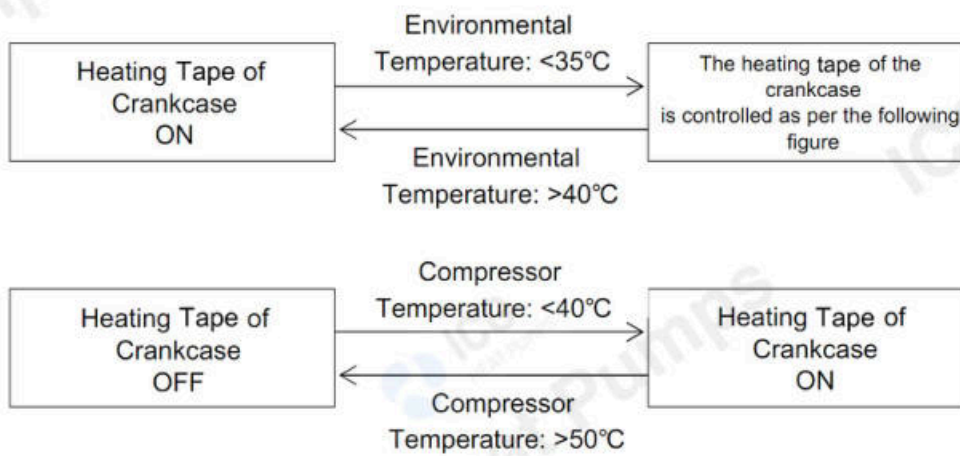 Environmental
Temperature: <35℃
Heating Tape of
Crankcase
ON
The heating tape of the
crankcase
is controlled as per the following
figure
Environmental
Temperature: >40℃
Compressor
Temperature: <40℃
Heating Tape of
Crankcase
OFF
Heating Tape of
Crankcase
ON
Compressor
Temperature: >50℃
Pumps